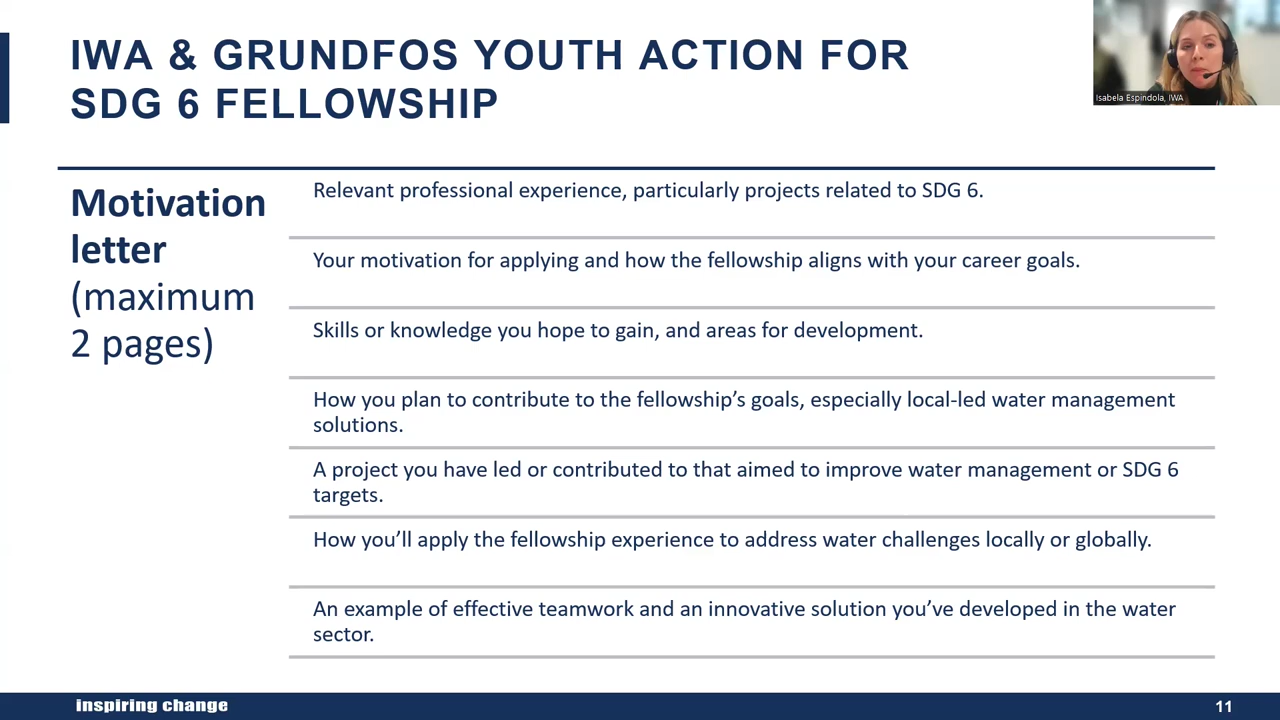 IWA & GRUNDFOS YOUTH ACTION FOR
SDG 6 FELLOWSHIP
Isabela Espindola, IWA
Motivation
letter
(maximum
2 pages)
Relevant professional experience, particularly projects related to SDG 6.
Your motivation for applying and how the fellowship aligns with your career goals.
Skills or knowledge you hope to gain, and areas for development.
How you plan to contribute to the fellowship’s goals, especially local-led water management
solutions.
A project you have led or contributed to that aimed to improve water management or SDG 6
targets.
How you’ll apply the fellowship experience to address water challenges locally or globally.
An example of effective teamwork and an innovative solution you’ve developed in the water
sector.
inspiring change
11